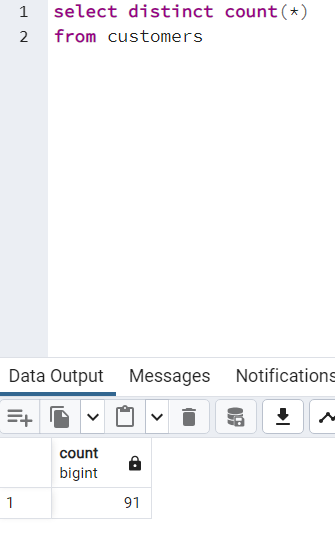 1 select distinct count(*)
2 from customers
Data Output Messages Notifications
count
bigint
1 91